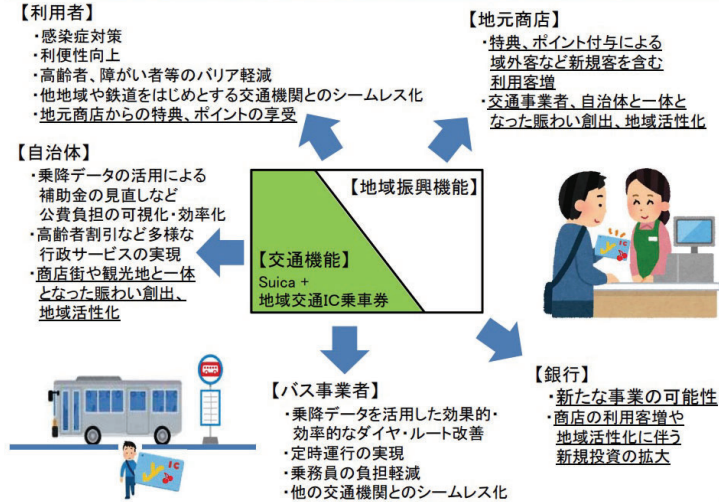 【利用者】
・感染症対策
・利便性向上
・高齢者、障がい者等のバリア軽減
・他地域や鉄道をはじめとする交通機関とのシームレス化
・地元商店からの特典、ポイントの享受
【地元商店】
・特典、ポイント付与による
域外客など新規客を含む
利用客増
・交通事業者、自治体と一体と
なった賑わい創出、地域活性化
【自治体】
・乗降データの活用による
補助金の見直しなど
公費負担の可視化・効率化
・高齢者割引など多様な
行政サービスの実現
・商店街や観光地と一体
となった賑わい創出、
地域活性化
【地域振興機能】
【交通機能】
Suica +
地域交通IC乗車券
IC
【バス事業者】
・乗降データを活用した効果的・
効率的なダイヤ・ルート改善
・定時運行の実現
・乗務員の負担軽減
・他の交通機関とのシームレス化
【銀行】
・新たな事業の可能性
・商店の利用客増や
地域活性化に伴う
新規投資の拡大
IC